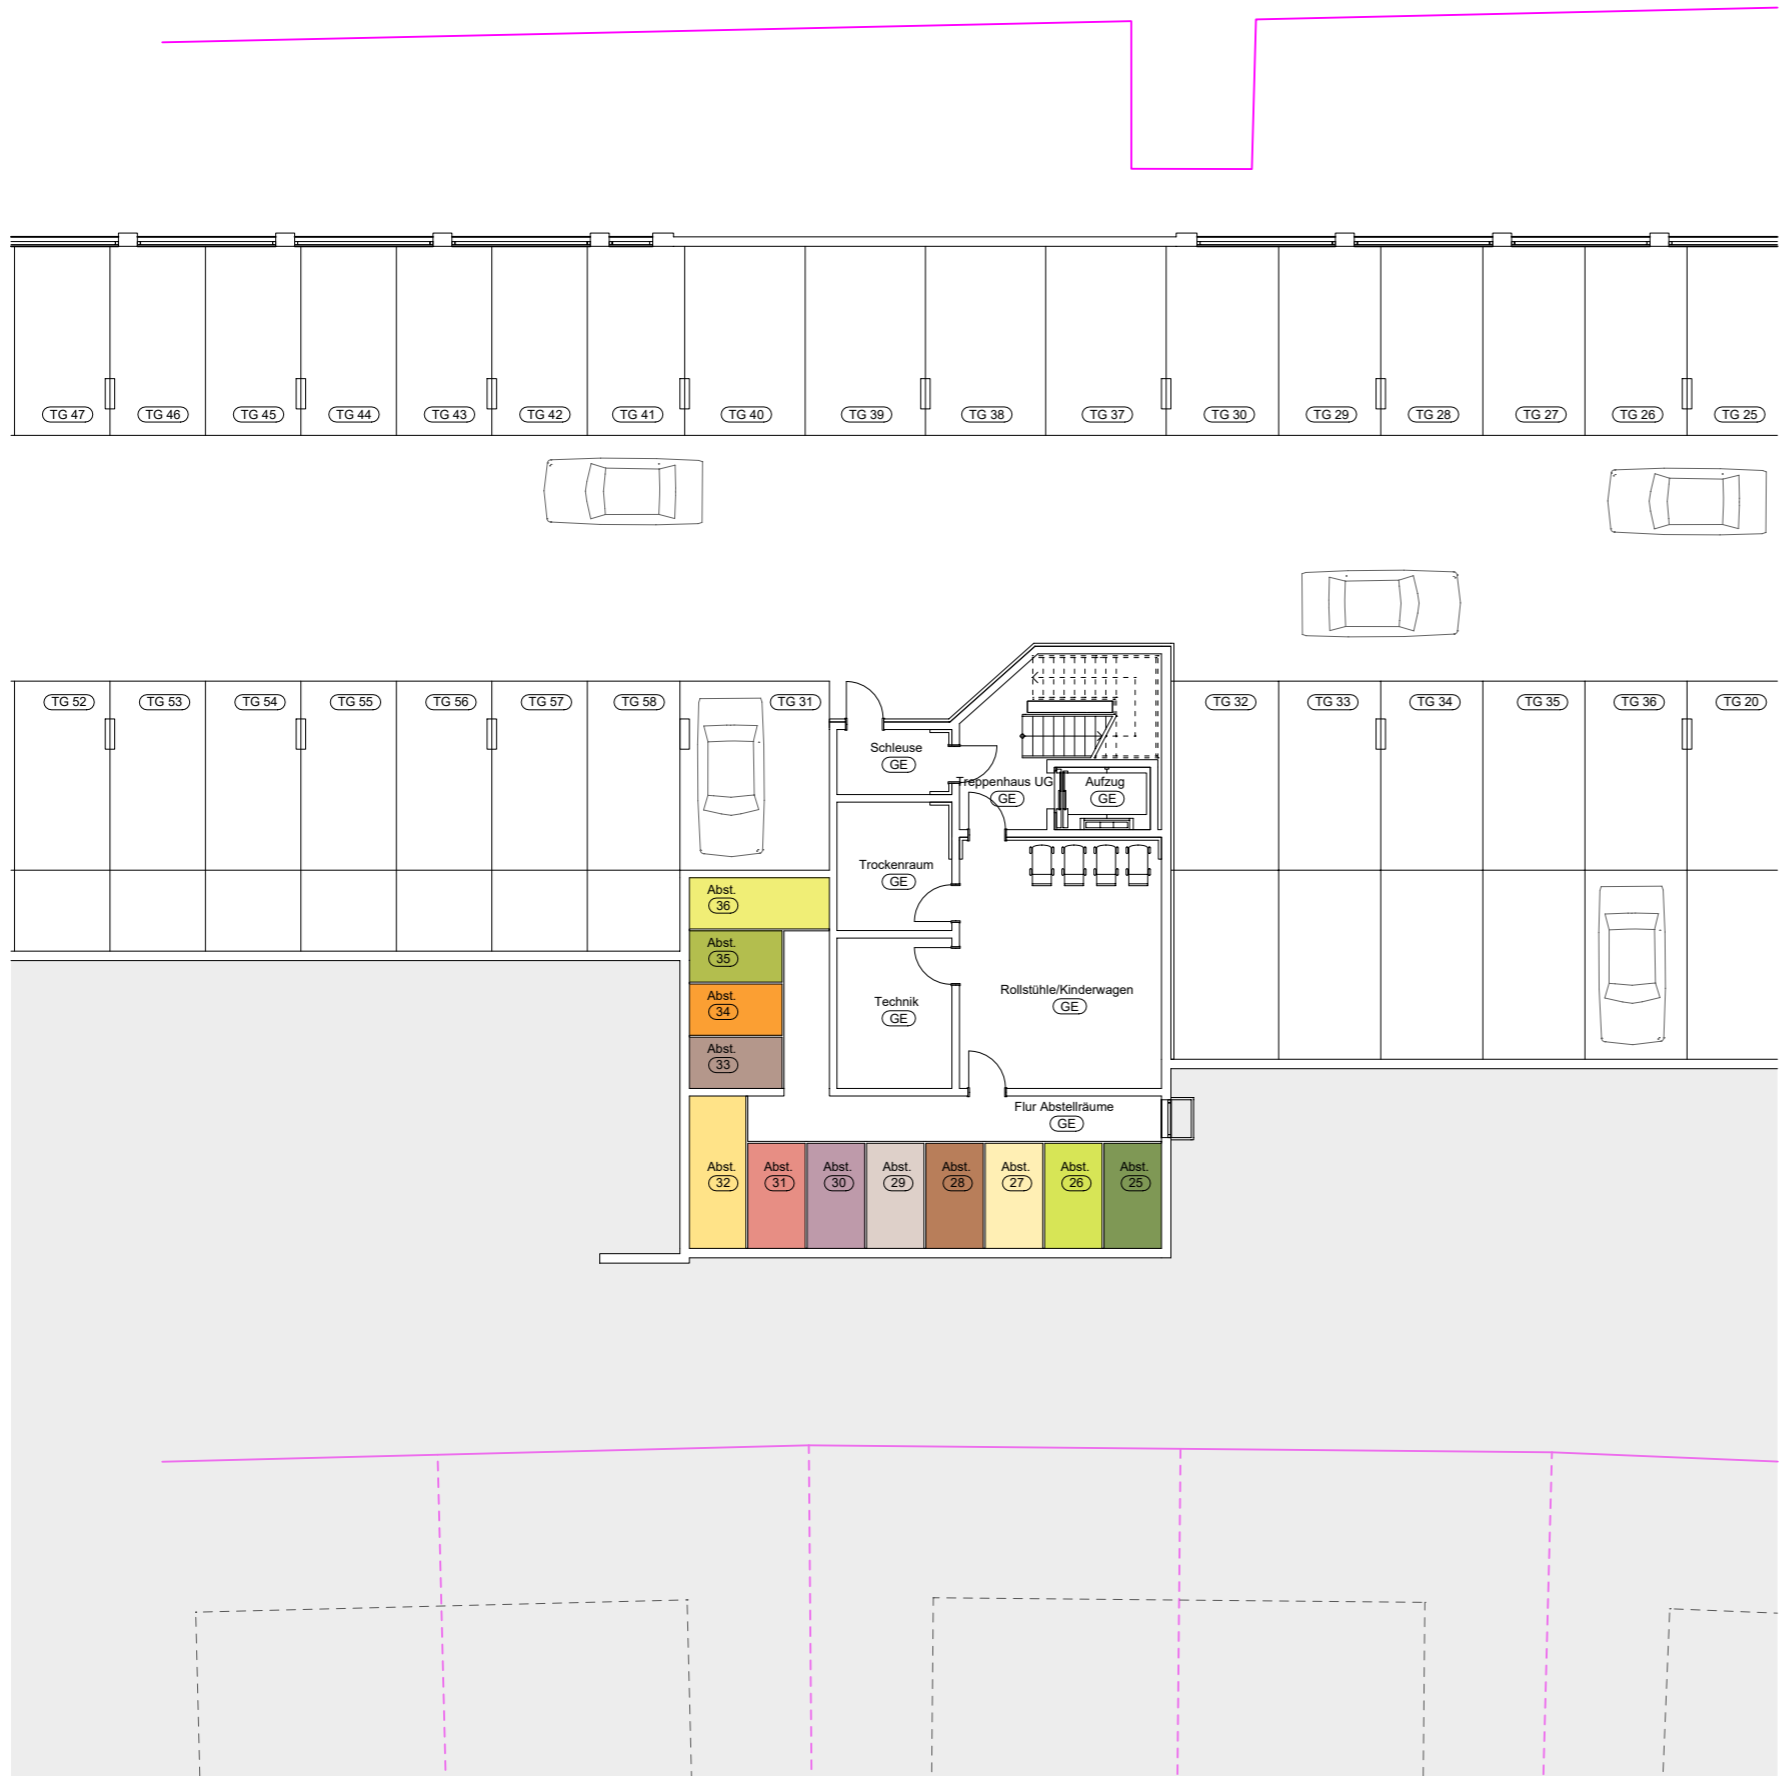 TG 47
TG 46
TG 45
TG 44
TG 43
TG 42
TG 41
TG 40
TG 39
TG 38
TG 37
TG 30
TG 29
TG 28
TG 27
TG 26
TG 25
TG 52
TG 53
TG 54
TG 55
TG 56
TG 57
TG 58
TG 31
TG 32
TG 33
TG 34
TG 35
TG 36
TG 20
Schleuse
GE
Treppenhaus UG
GE
Aufzug
GE
Trockenraum
GE
Abst.
36
Abst.
35
Abst.
34
Abst.
33
Technik
GE
Rollstühle/Kinderwagen
GE
Flur Abstellräume
GE
Abst.
32
Abst.
31
Abst.
30
Abst.
29
Abst.
28
Abst.
27
Abst.
26
Abst.
25